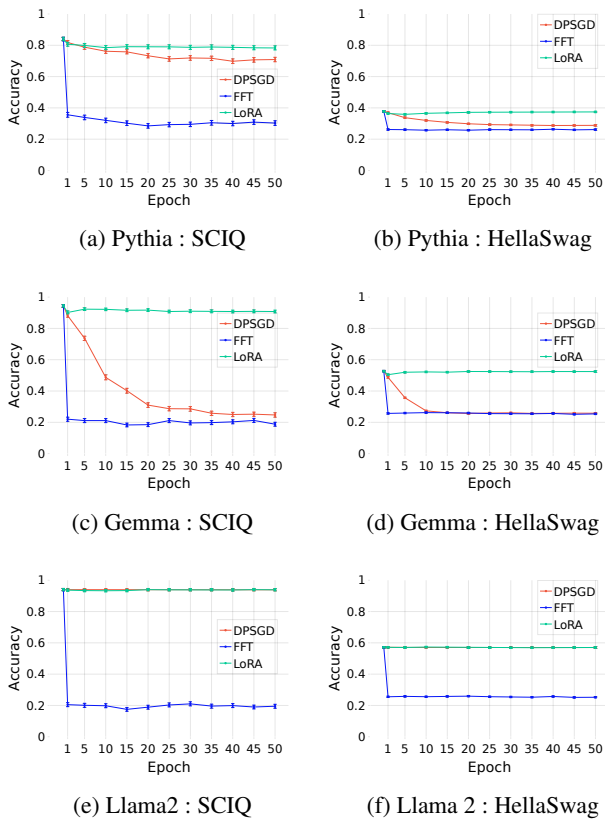 1
0.8
0.6
0.4
0.2
0
Accuracy
DPSGD
FFT
LoRA
1 5 10 15 20 25 30 35 40 45 50
Epoch
(a) Pythia : SCIQ
1
0.8
0.6
0.4
0.2
0
Accuracy
DPSGD
FFT
LoRA
1 5 10 15 20 25 30 35 40 45 50
Epoch
(b) Pythia : HellaSwag
1
0.8
0.6
0.4
0.2
0
Accuracy
DPSGD
FFT
LoRA
1 5 10 15 20 25 30 35 40 45 50
Epoch
(c) Gemma : SCIQ
1
0.8
0.6
0.4
0.2
0
Accuracy
DPSGD
FFT
LoRA
1 5 10 15 20 25 30 35 40 45 50
Epoch
(d) Gemma : HellaSwag
1
0.8
0.6
0.4
0.2
0
Accuracy
DPSGD
FFT
LoRA
1 5 10 15 20 25 30 35 40 45 50
Epoch
(e) Llama2 : SCIQ
1
0.8
0.6
0.4
0.2
0
Accuracy
DPSGD
FFT
LoRA
1 5 10 15 20 25 30 35 40 45 50
Epoch
(f) Llama 2 : HellaSwag